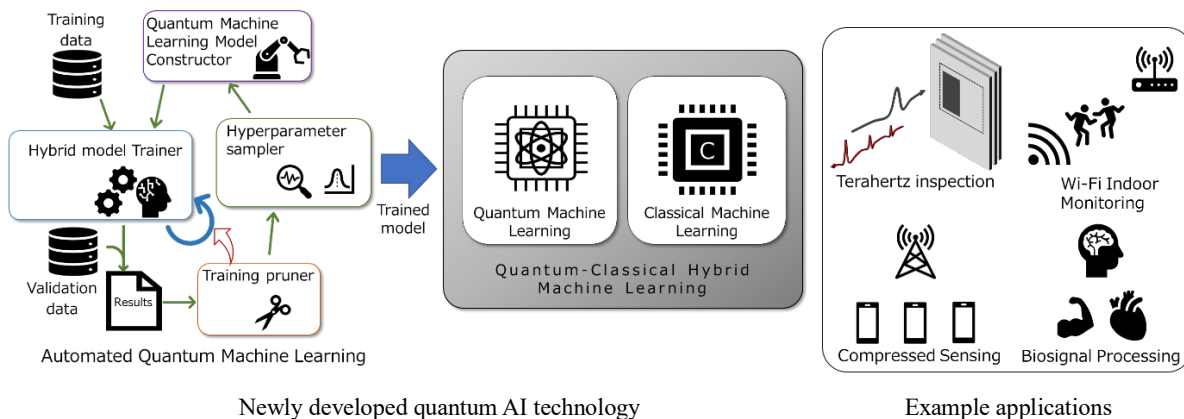 Training
data
Quantum Machine
Learning Model
Constructor
Hybrid model Trainer
Hyperparameter
sampler
Validation
data
Results
Training pruner
Automated Quantum Machine Learning
Trained
model
Quantum Machine
Learning
C
Classical Machine
Learning
Quantum-Classical Hybrid
Machine Learning
Terahertz inspection
Wi-Fi Indoor
Monitoring
Compressed Sensing
Biosignal Processing
Newly developed quantum AI technology
Example applications